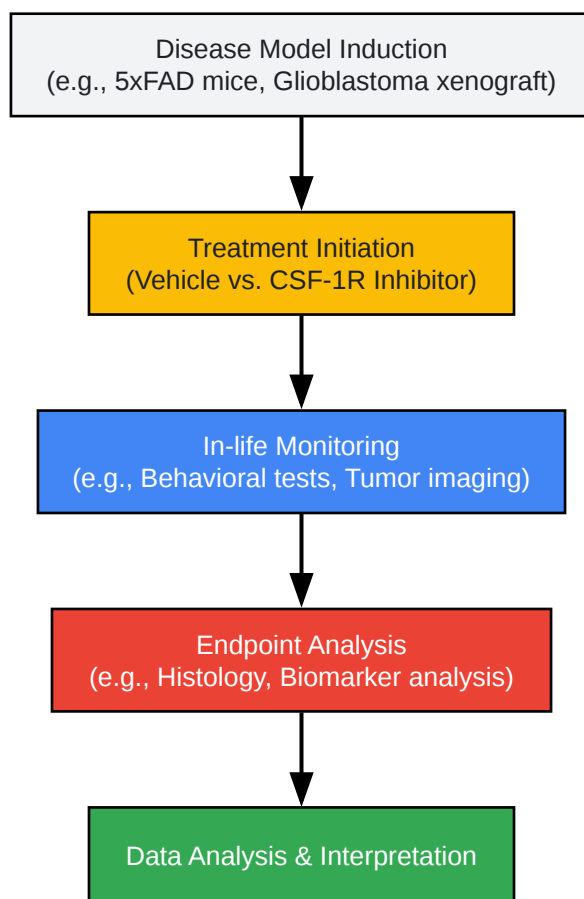 Disease Model Induction
(e.g., 5xFAD mice, Glioblastoma xenograft)
Treatment Initiation
(Vehicle vs. CSF-1R Inhibitor)
In-life Monitoring
(e.g., Behavioral tests, Tumor imaging)
Endpoint Analysis
(e.g., Histology, Biomarker analysis)
Data Analysis & Interpretation